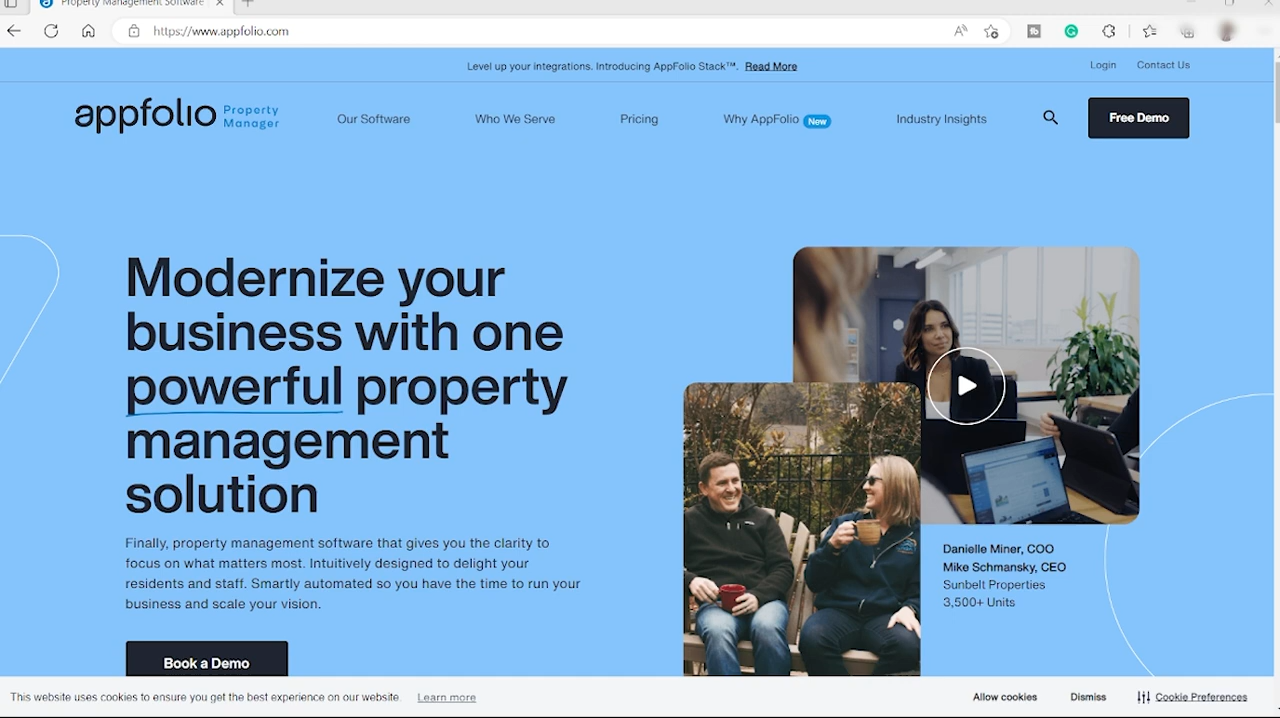 Property Management Software
https://www.appfolio.com
Level up your integrations. Introducing AppFolio Stack™. Read More
Login
Contact Us
appfolio Property Manager
Our Software
Who We Serve
Pricing
Why AppFolio New
Industry Insights
Free Demo
Modernize your
business with one
powerful property
management
solution
Finally, property management software that gives you the clarity to
focus on what matters most. Intuitively designed to delight your
residents and staff. Smartly automated so you have the time to run your
business and scale your vision.
Book a Demo
Danielle Miner, COO
Mike Schmansky, CEO
Sunbelt Properties
3,500+ Units
This website uses cookies to ensure you get the best experience on our website. Learn more
Allow cookies
Dismiss
Cookie Preferences